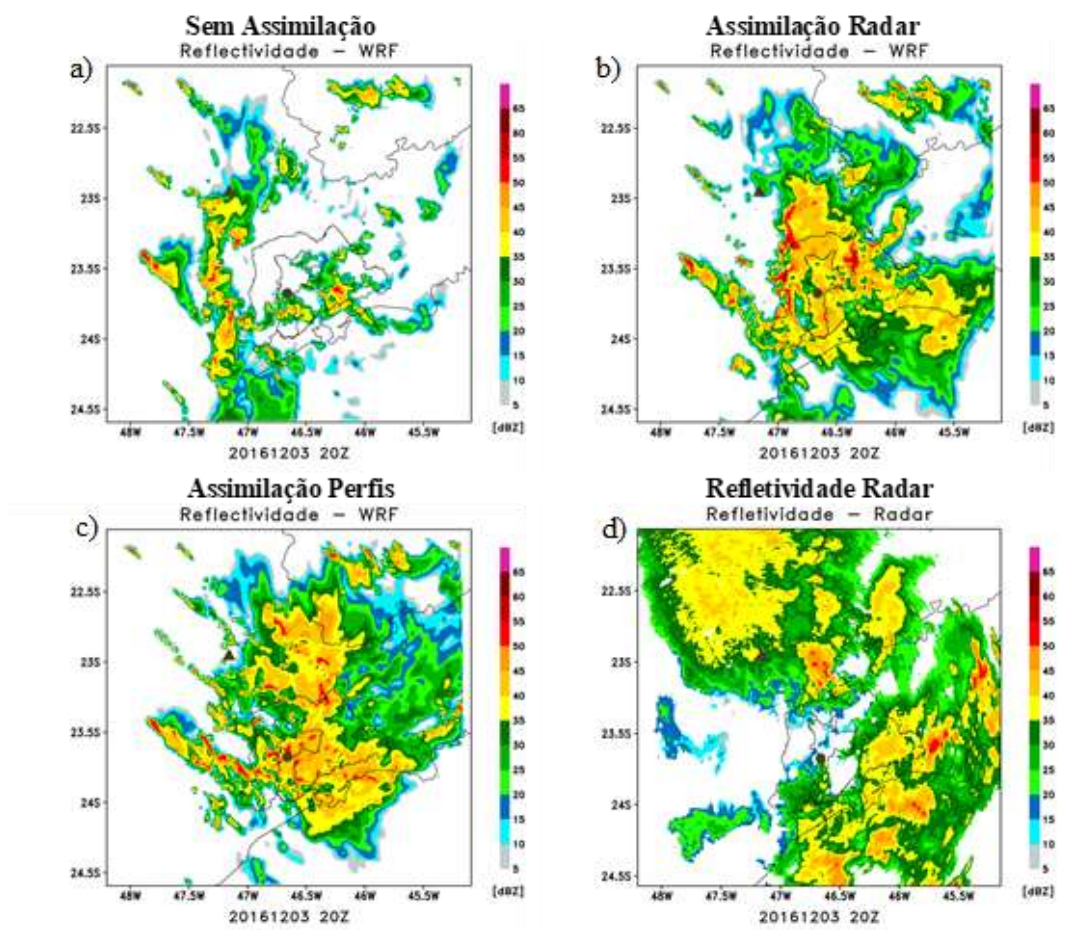 Sem Assimilação
Reflectividade – WRF
a)
22.5S
23S
23.5S
24S
24.5S
48W 47.5W 47W 46.5W 46W 45.5W
65
60
55
50
45
40
35
30
25
20
15
10
5
[dBZ]
20161203 20Z
Assimilação Radar
Reflectividade – WRF
b)
22.5S
23S
23.5S
24S
24.5S
48W 47.5W 47W 46.5W 46W 45.5W
65
60
55
50
45
40
35
30
25
20
15
10
5
[dBZ]
20161203 20Z
Assimilação Perfis
Reflectividade – WRF
c)
22.5S
23S
23.5S
24S
24.5S
48W 47.5W 47W 46.5W 46W 45.5W
65
60
55
50
45
40
35
30
25
20
15
10
5
[dBZ]
20161203 20Z
Refletividade Radar
Refletividade – Radar
d)
22.5S
23S
23.5S
24S
24.5S
48W 47.5W 47W 46.5W 46W 45.5W
65
60
55
50
45
40
35
30
25
20
15
10
5
[dBZ]
20161203 20Z